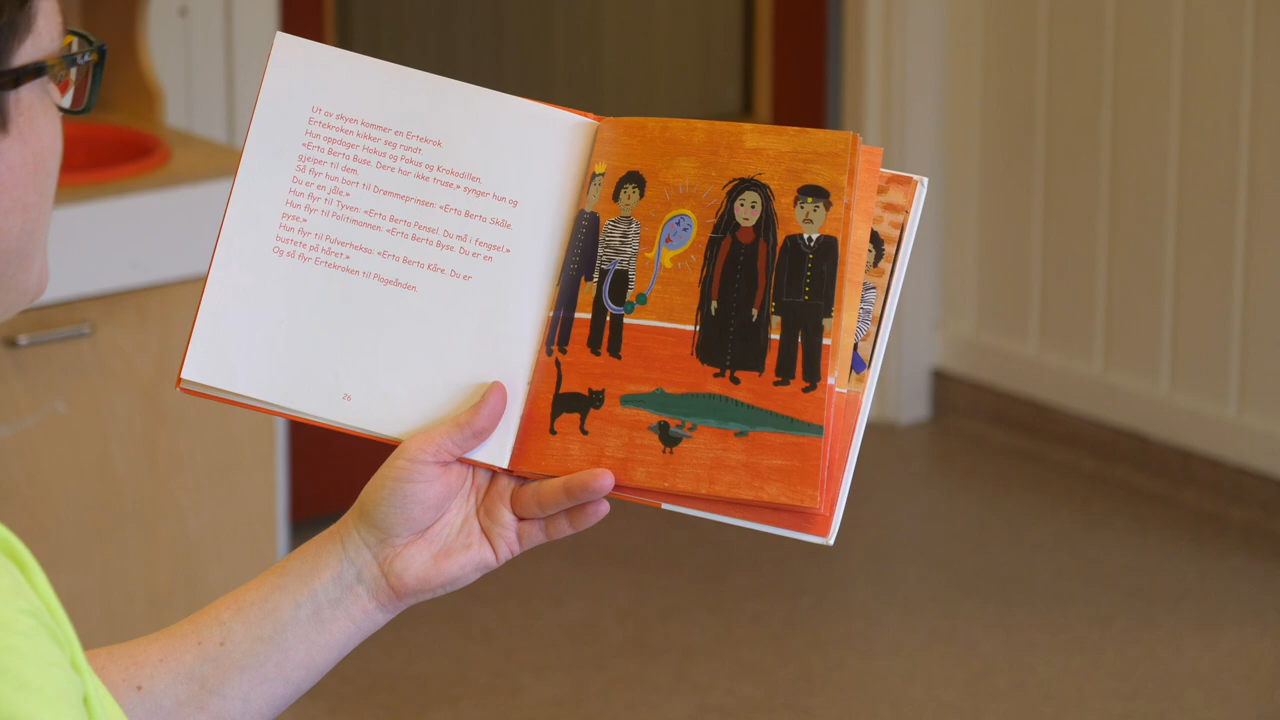 Ut av skyen kommer en Ertekrok.
Ertekroken kikker seg rundt.
Hun oppdager Hokus og Pokus og Krokodillen.
«Erta Berta Buse. Dere har ikke truse,» synger hun og
gjeiper til dem.
Så flyr hun bort til Drømmeprinsen: «Erta Berta Skåle.
Du er en jåle.»
Hun flyr til Tyven: «Erta Berta Pensel. Du må i fengsel.»
Hun flyr til Politimannen: «Erta Berta Byse. Du er en
pyse.»
Hun flyr til Pulverheksa: «Erta Berta Kåre. Du er
bustete på håret.»
Og så flyr Ertekroken til Plageånden.
26